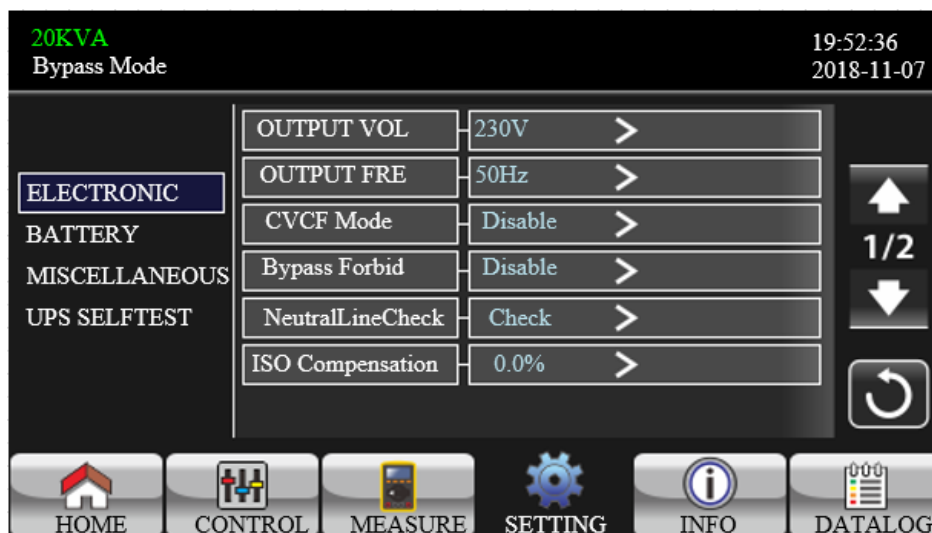 20KVA
Bypass Mode
19:52:36
2018-11-07
ELECTRONIC
BATTERY
MISCELLANEOUS
UPS SELFTEST
OUTPUT VOL 230V >
OUTPUT FRE 50Hz >
CVCF Mode Disable >
Bypass Forbid Disable >
NeutralLineCheck Check >
ISO Compensation 0.0% >
1/2
HOME CONTROL MEASURE SETTING INFO DATALOG